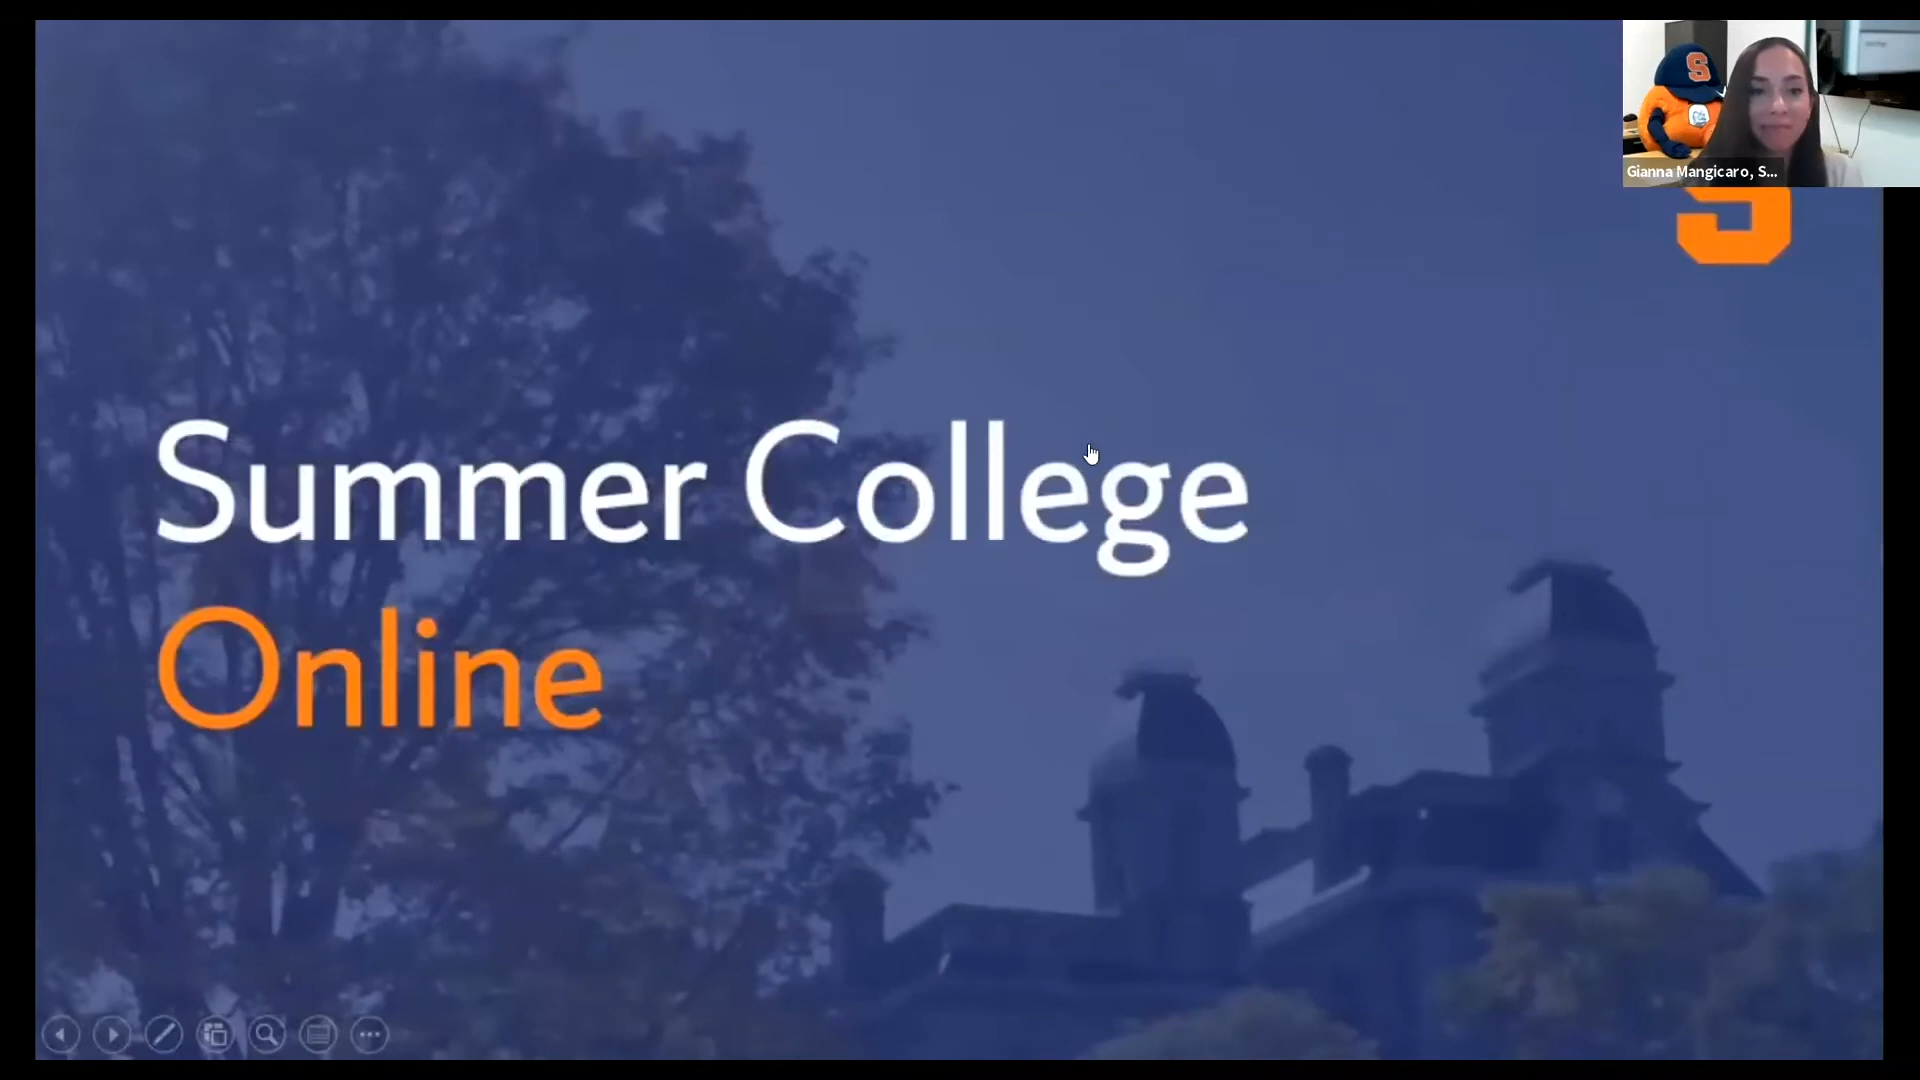 S
Gianna Mangicaro, S...
S
Summer College
Online